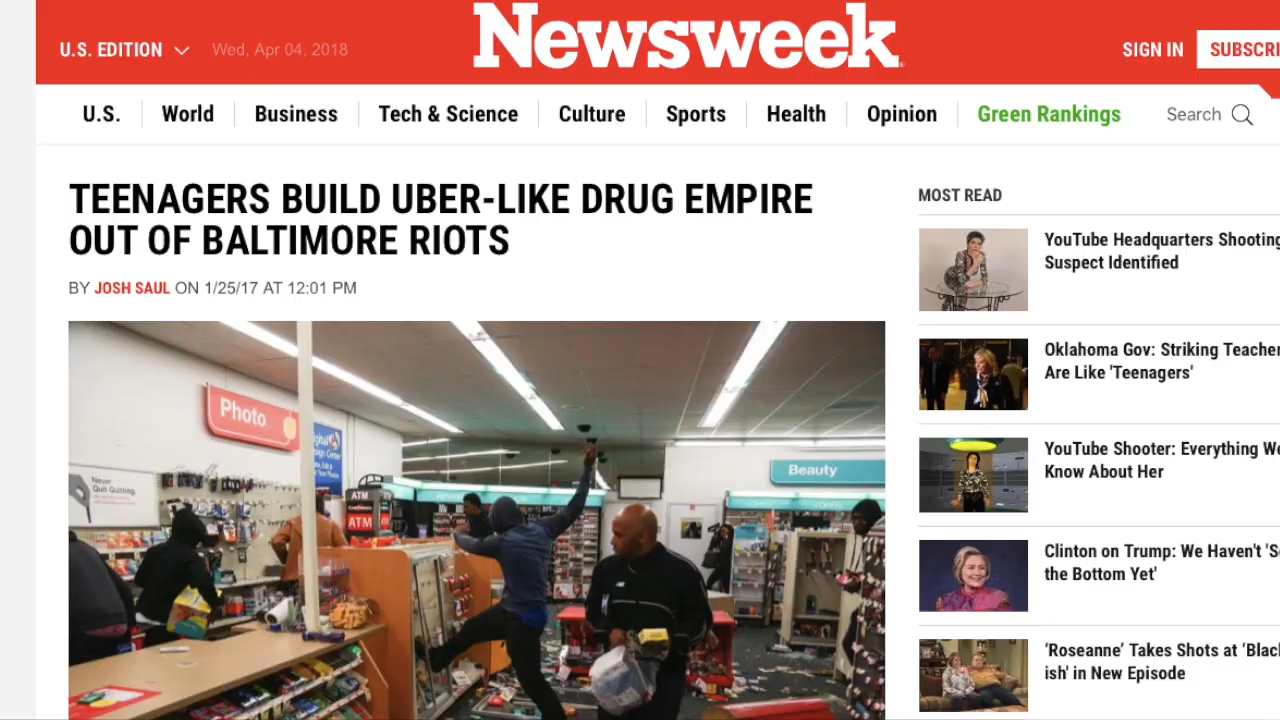 U.S. EDITION
Wed, Apr 04, 2018
Newsweek
SIGN IN
SUBSCRI
U.S.
World
Business
Tech & Science
Culture
Sports
Health
Opinion
Green Rankings
Search
TEENAGERS BUILD UBER-LIKE DRUG EMPIRE
OUT OF BALTIMORE RIOTS
BY JOSH SAUL ON 1/25/17 AT 12:01 PM
Photo
Never
Quit Quitting.
ATM
ATM
Beauty
MOST READ
YouTube Headquarters Shooting
Suspect Identified
Oklahoma Gov: Striking Teacher
Are Like 'Teenagers'
YouTube Shooter: Everything We
Know About Her
Clinton on Trump: We Haven't 'S
the Bottom Yet'
‘Roseanne’ Takes Shots at ‘Blac
ish' in New Episode